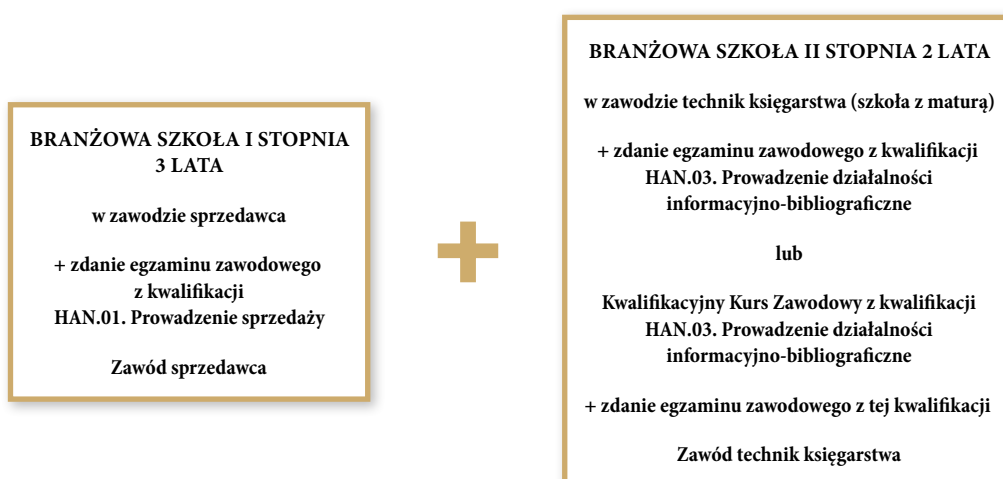 BRANŻOWA SZKOŁA I STOPNIA
3 LATA
w zawodzie sprzedawca
+ zdanie egzaminu zawodowego
z kwalifikacji
HAN.01. Prowadzenie sprzedaży
Zawód sprzedawca
+
BRANŻOWA SZKOŁA II STOPNIA 2 LATA
w zawodzie technik księgarstwa (szkoła z maturą)
+ zdanie egzaminu zawodowego z kwalifikacji
HAN.03. Prowadzenie działalności
informacyjno-bibliograficzne
lub
Kwalifikacyjny Kurs Zawodowy z kwalifikacji
HAN.03. Prowadzenie działalności
informacyjno-bibliograficzne
+ zdanie egzaminu zawodowego z tej kwalifikacji
Zawód technik księgarstwa